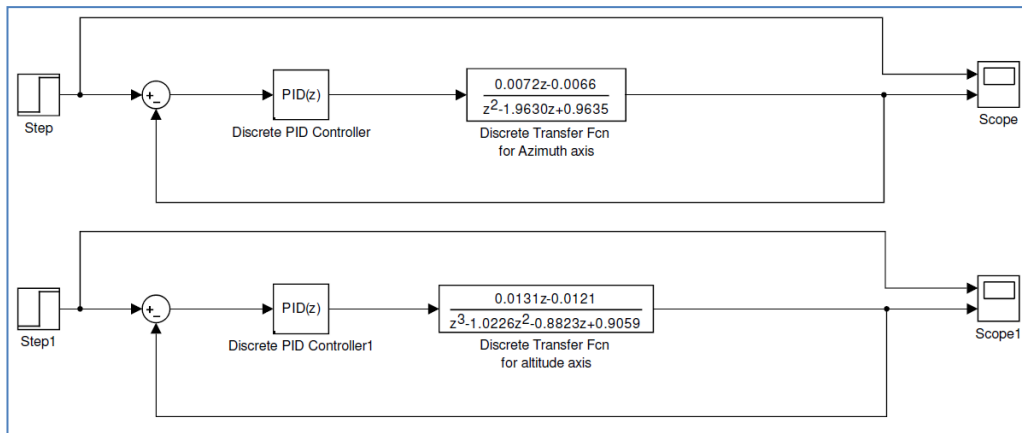 Step
+
−
PID(z)
Discrete PID Controller
0.0072z-0.0066
z²-1.9630z+0.9635
Discrete Transfer Fcn
for Azimuth axis
Scope
Step1
+
−
PID(z)
Discrete PID Controller1
0.0131z-0.0121
z³-1.0226z²-0.8823z+0.9059
Discrete Transfer Fcn
for altitude axis
Scope1